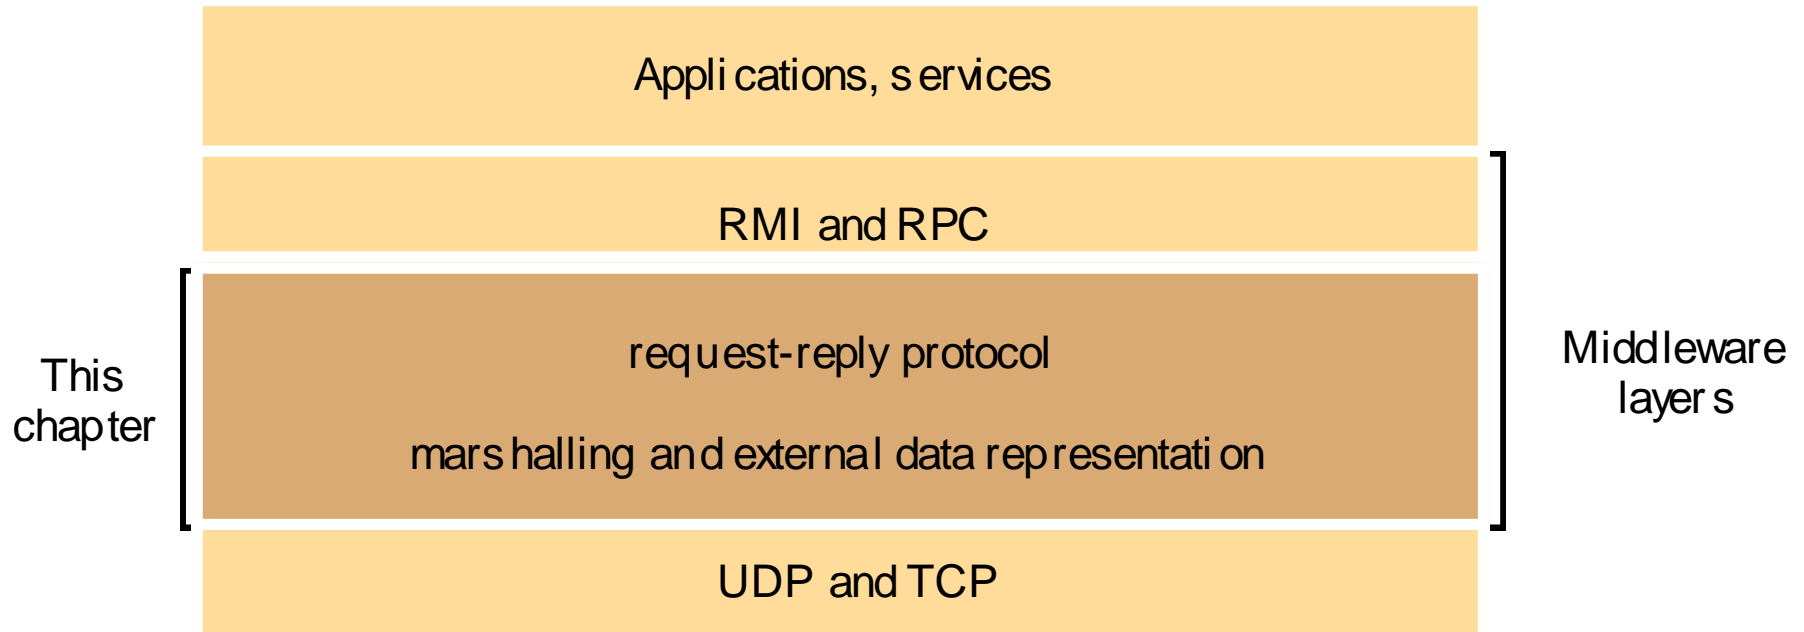 Applications, services
RMI and RPC
This
chapter
request-reply protocol
marshalling and external data representation
Middleware
layers
UDP and TCP